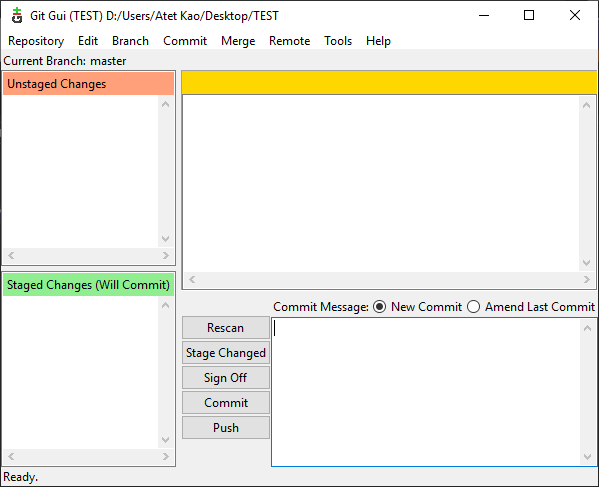 Git Gui (TEST) D:/Users/Atet Kao/Desktop/TEST
Repository Edit Branch Commit Merge Remote Tools Help
Current Branch: master
Unstaged Changes
Staged Changes (Will Commit)
Commit Message: New Commit Amend Last Commit
Rescan
Stage Changed
Sign Off
Commit
Push
Ready.